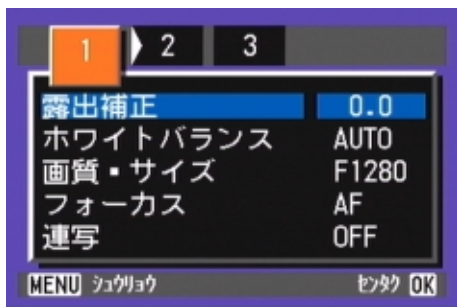 1 2 3
露出補正 0.0
ホワイトバランス AUTO
画質・サイズ F1280
フォーカス AF
連写 OFF
MENU ｼｭｳﾘｮｳ ｾﾝﾀｸ OK